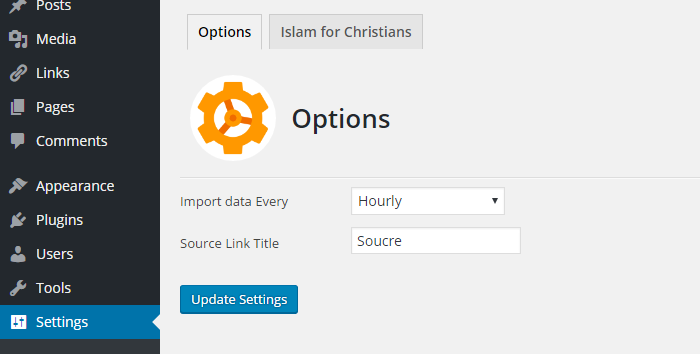 Posts
Media
Links
Pages
Comments
Appearance
Plugins
Users
Tools
Settings
Options Islam for Christians
Options
Import data Every Hourly
Source Link Title Soucre
Update Settings